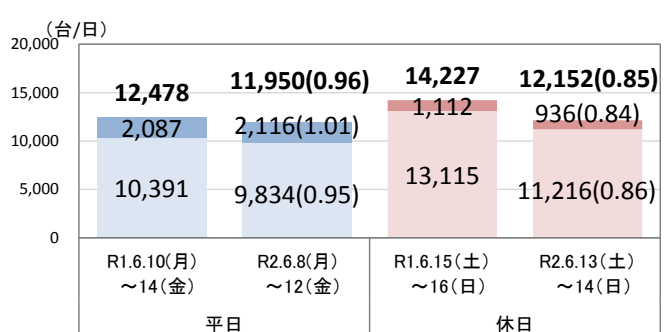 (台/日)
20,000
15,000
10,000
5,000
0
12,478
2,087
10,391
11,950(0.96)
2,116(1.01)
9,834(0.95)
14,227
1,112
13,115
12,152(0.85)
936(0.84)
11,216(0.86)
R1.6.10(月)
～14(金)
R2.6.8(月)
～12(金)
R1.6.15(土)
～16(日)
R2.6.13(土)
～14(日)
平日
休日